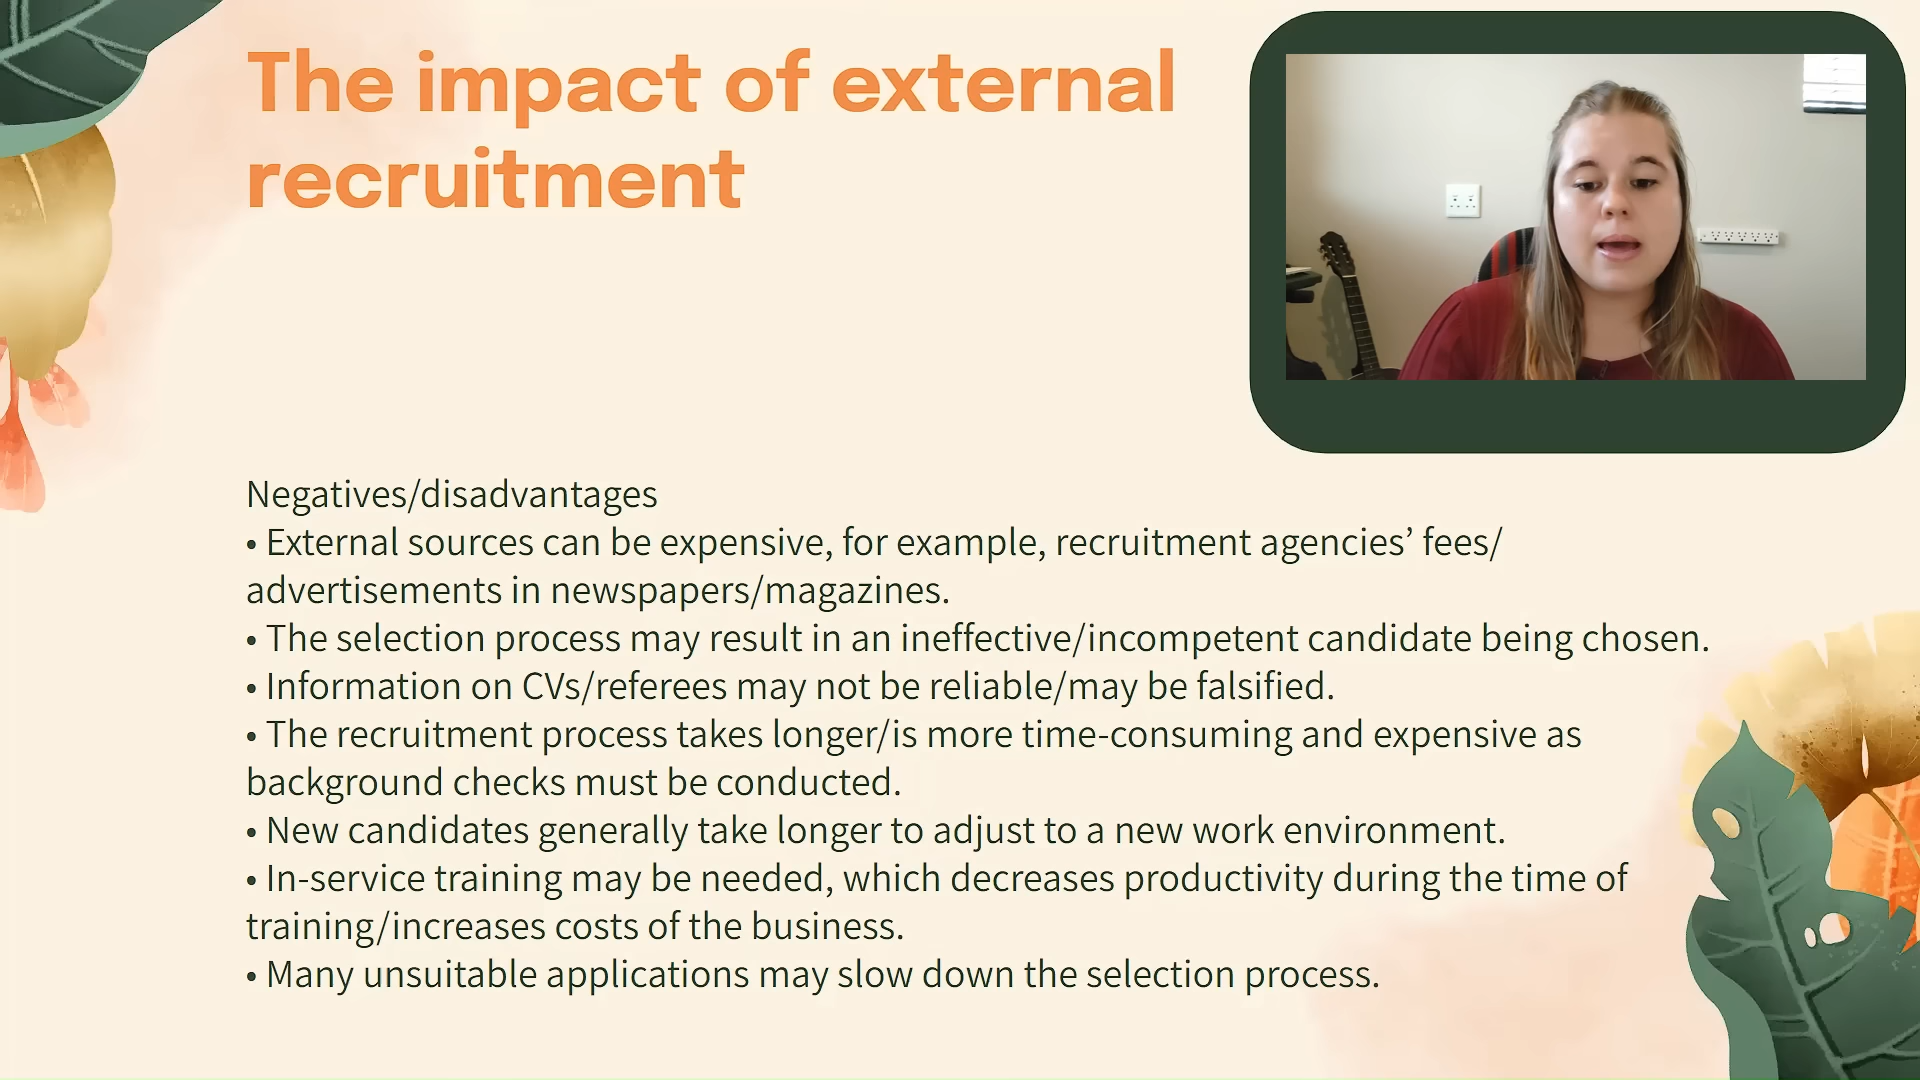 The impact of external
recruitment
Negatives/disadvantages
• External sources can be expensive, for example, recruitment agencies’ fees/
advertisements in newspapers/magazines.
• The selection process may result in an ineffective/incompetent candidate being chosen.
• Information on CVs/referees may not be reliable/may be falsified.
• The recruitment process takes longer/is more time-consuming and expensive as
background checks must be conducted.
• New candidates generally take longer to adjust to a new work environment.
• In-service training may be needed, which decreases productivity during the time of
training/increases costs of the business.
• Many unsuitable applications may slow down the selection process.